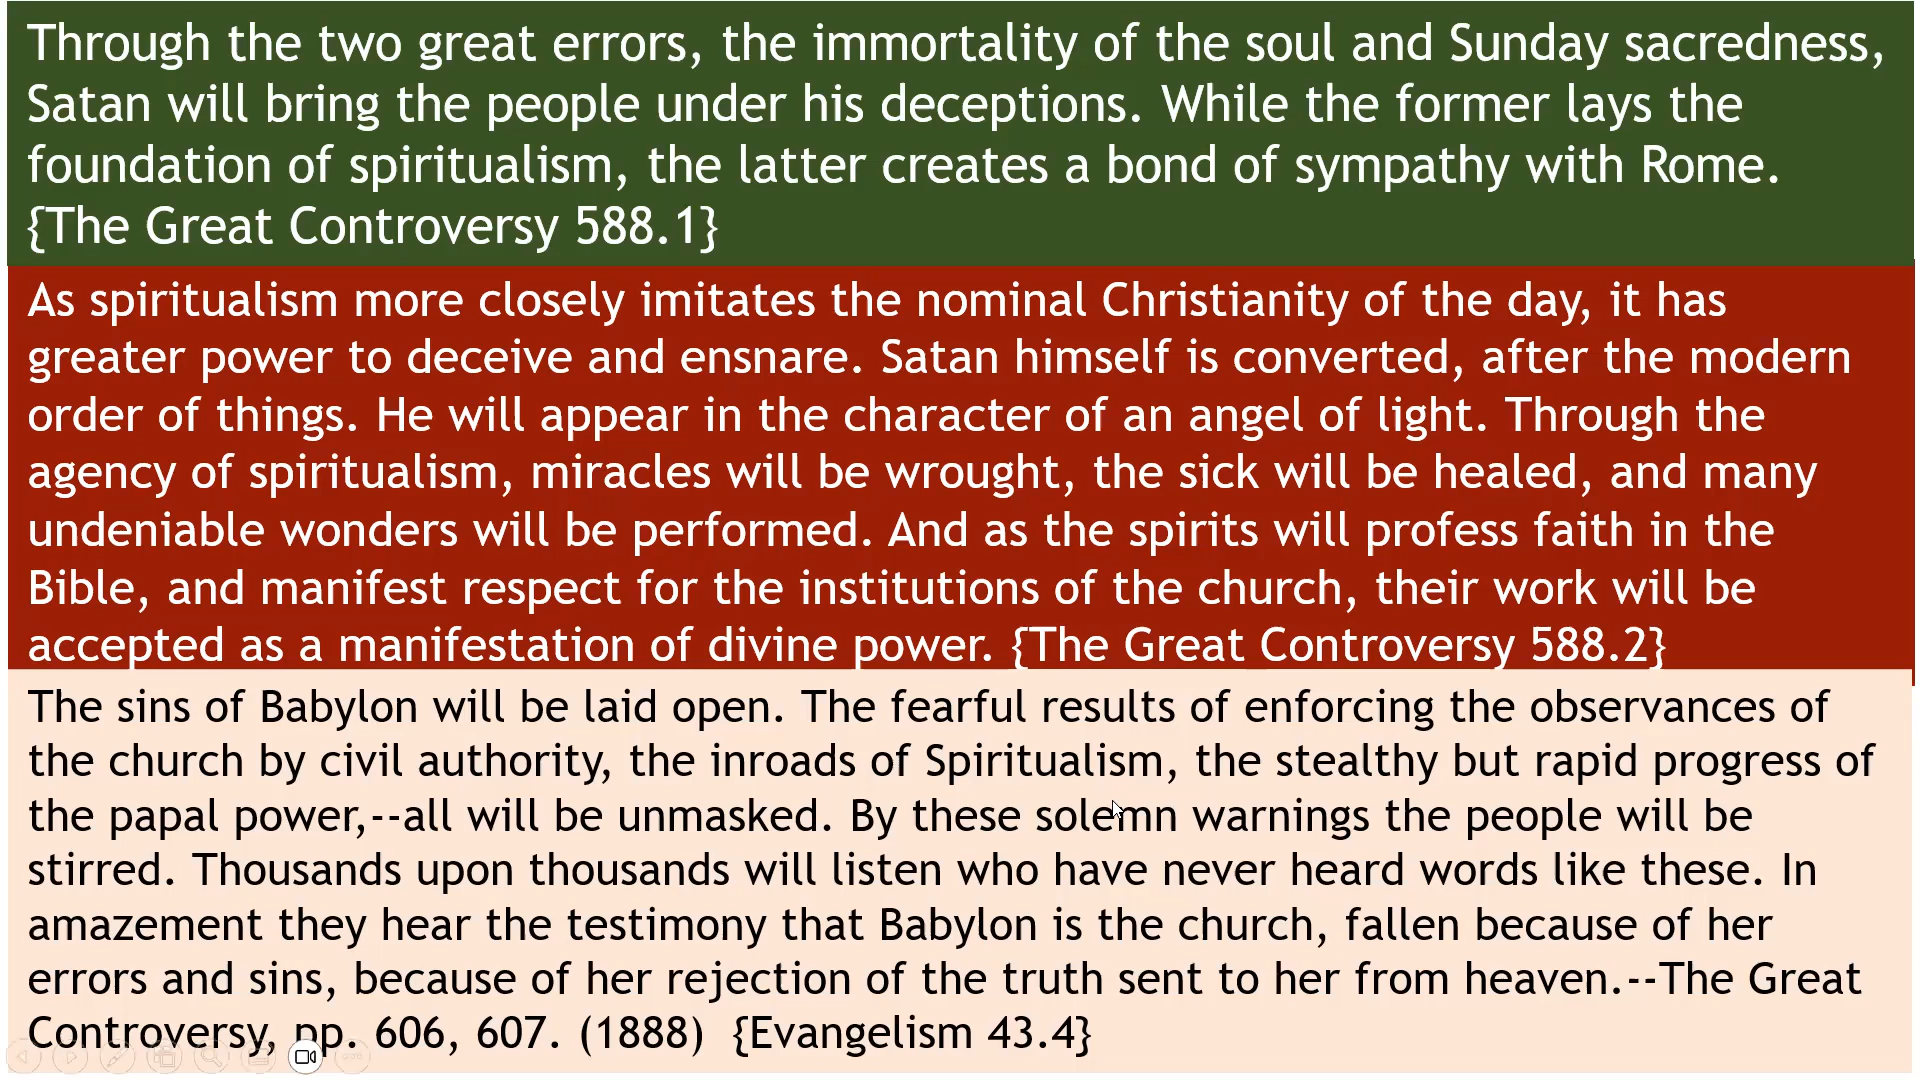 Through the two great errors, the immortality of the soul and Sunday sacredness,
Satan will bring the people under his deceptions. While the former lays the
foundation of spiritualism, the latter creates a bond of sympathy with Rome.
{The Great Controversy 588.1}
As spiritualism more closely imitates the nominal Christianity of the day, it has
greater power to deceive and ensnare. Satan himself is converted, after the modern
order of things. He will appear in the character of an angel of light. Through the
agency of spiritualism, miracles will be wrought, the sick will be healed, and many
undeniable wonders will be performed. And as the spirits will profess faith in the
Bible, and manifest respect for the institutions of the church, their work will be
accepted as a manifestation of divine power. {The Great Controversy 588.2}
The sins of Babylon will be laid open. The fearful results of enforcing the observances of
the church by civil authority, the inroads of Spiritualism, the stealthy but rapid progress of
the papal power,--all will be unmasked. By these solemn warnings the people will be
stirred. Thousands upon thousands will listen who have never heard words like these. In
amazement they hear the testimony that Babylon is the church, fallen because of her
errors and sins, because of her rejection of the truth sent to her from heaven.--The Great
Controversy, pp. 606, 607. (1888) {Evangelism 43.4}